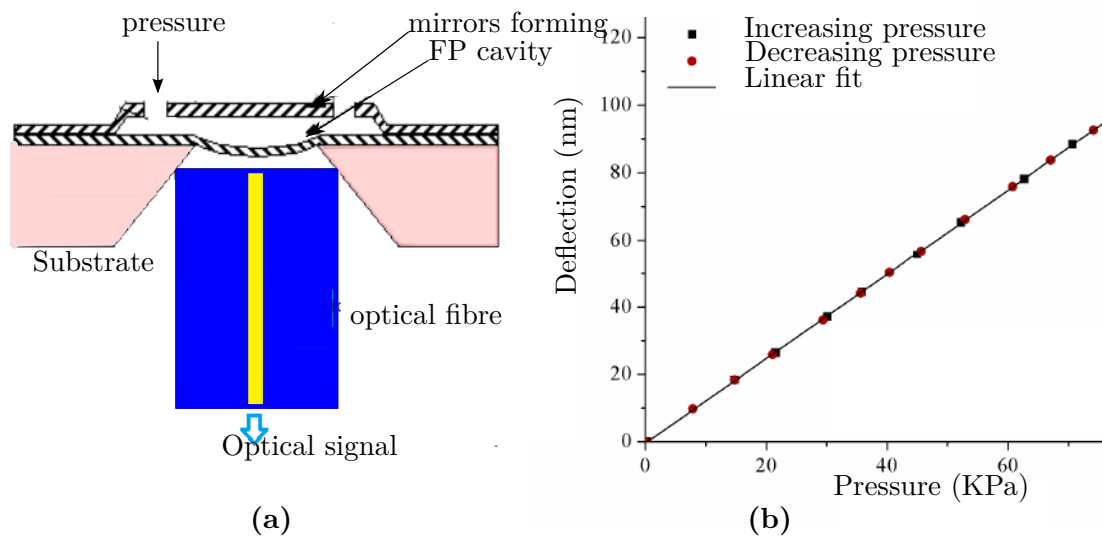 pressure
mirrors forming
FP cavity
Substrate
optical fibre
Optical signal
(a)
Increasing pressure
Decreasing pressure
Linear fit
Deflection (nm)
120
100
80
60
40
20
0
0 20 40 60
Pressure (KPa)
(b)